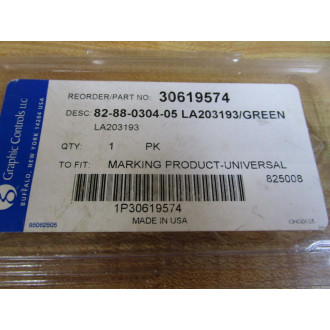 Graphic Controls LLC
BUFFALO, NEW YORK 14204 USA
REORDER/PART NO: 30619574
DESC: 82-88-0304-05 LA203193/GREEN
LA203193
QTY: 1 PK
TO FIT: MARKING PRODUCT-UNIVERSAL
825008
1P30619574
MADE IN USA